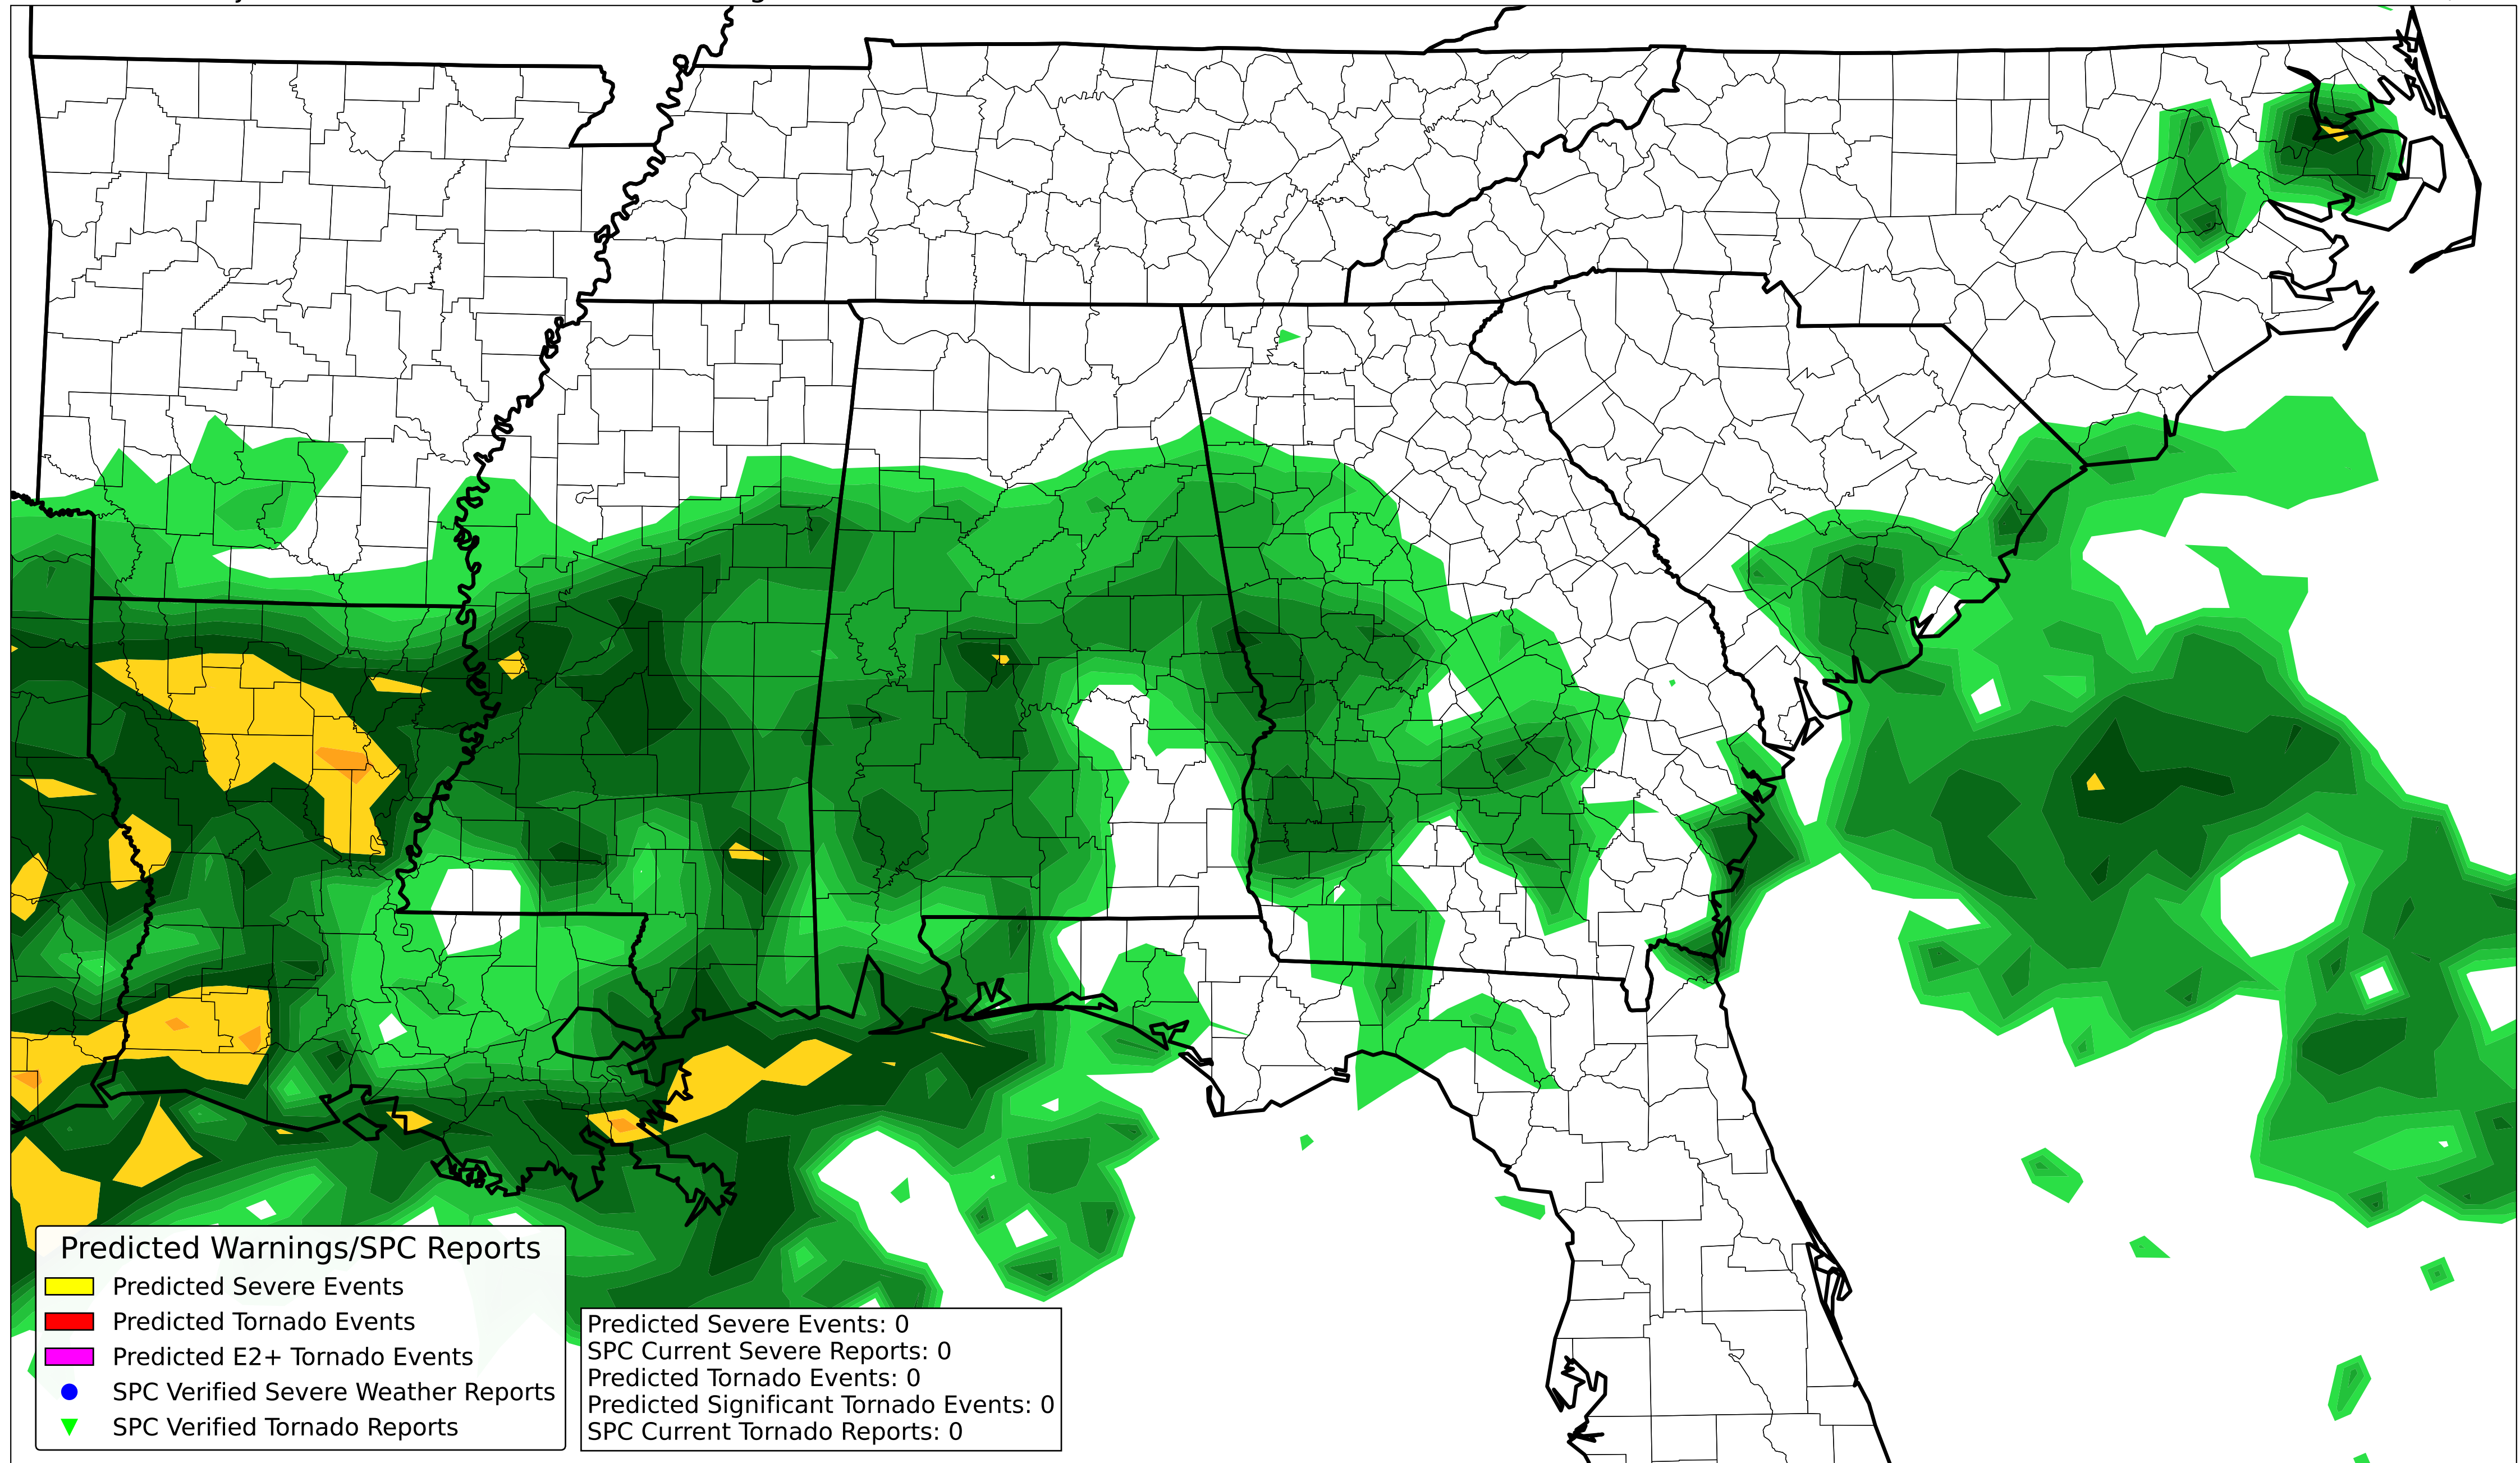 Predicted Warnings/SPC Reports
Predicted Severe Events
Predicted Tornado Events
Predicted E2+ Tornado Events
SPC Verified Severe Weather Reports
SPC Verified Tornado Reports
Predicted Severe Events: 0
SPC Current Severe Reports: 0
Predicted Tornado Events: 0
Predicted Significant Tornado Events: 0
SPC Current Tornado Reports: 0